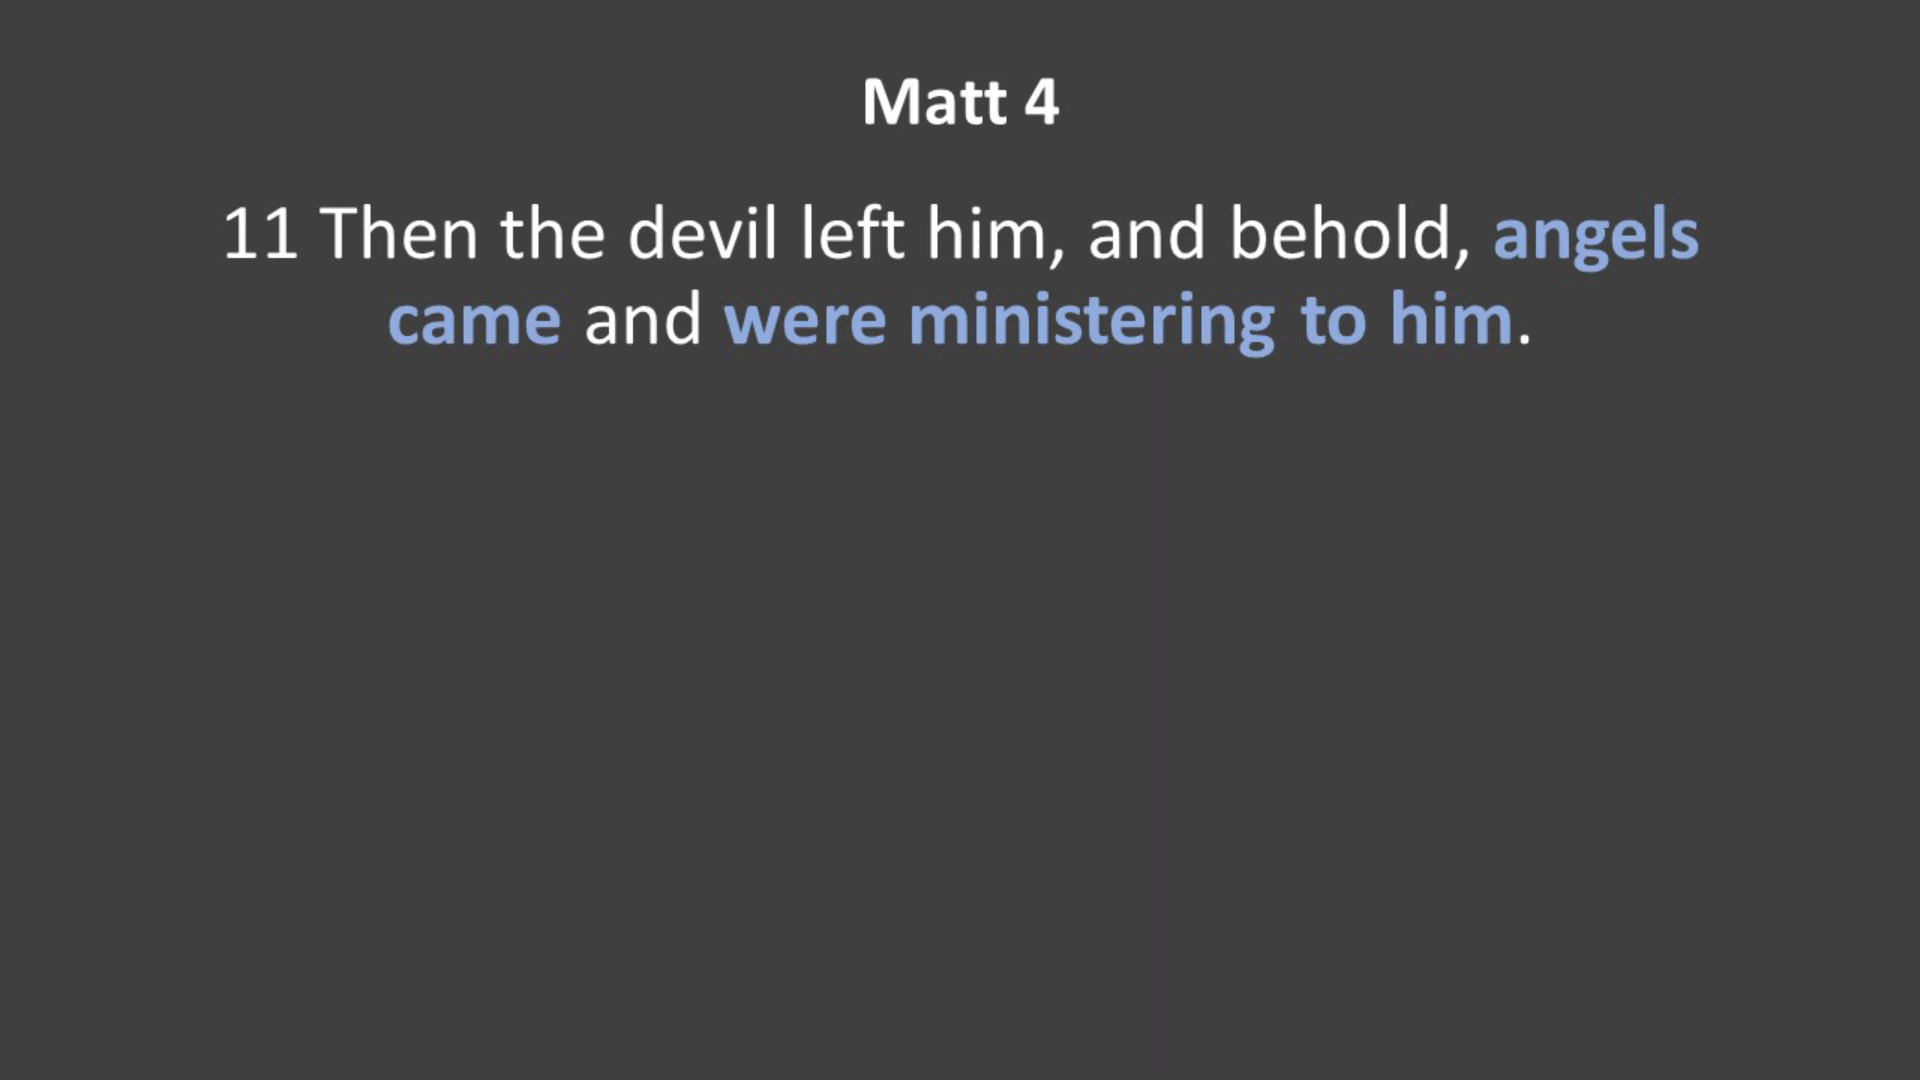 Matt 4
11 Then the devil left him, and behold, angels
came and were ministering to him.